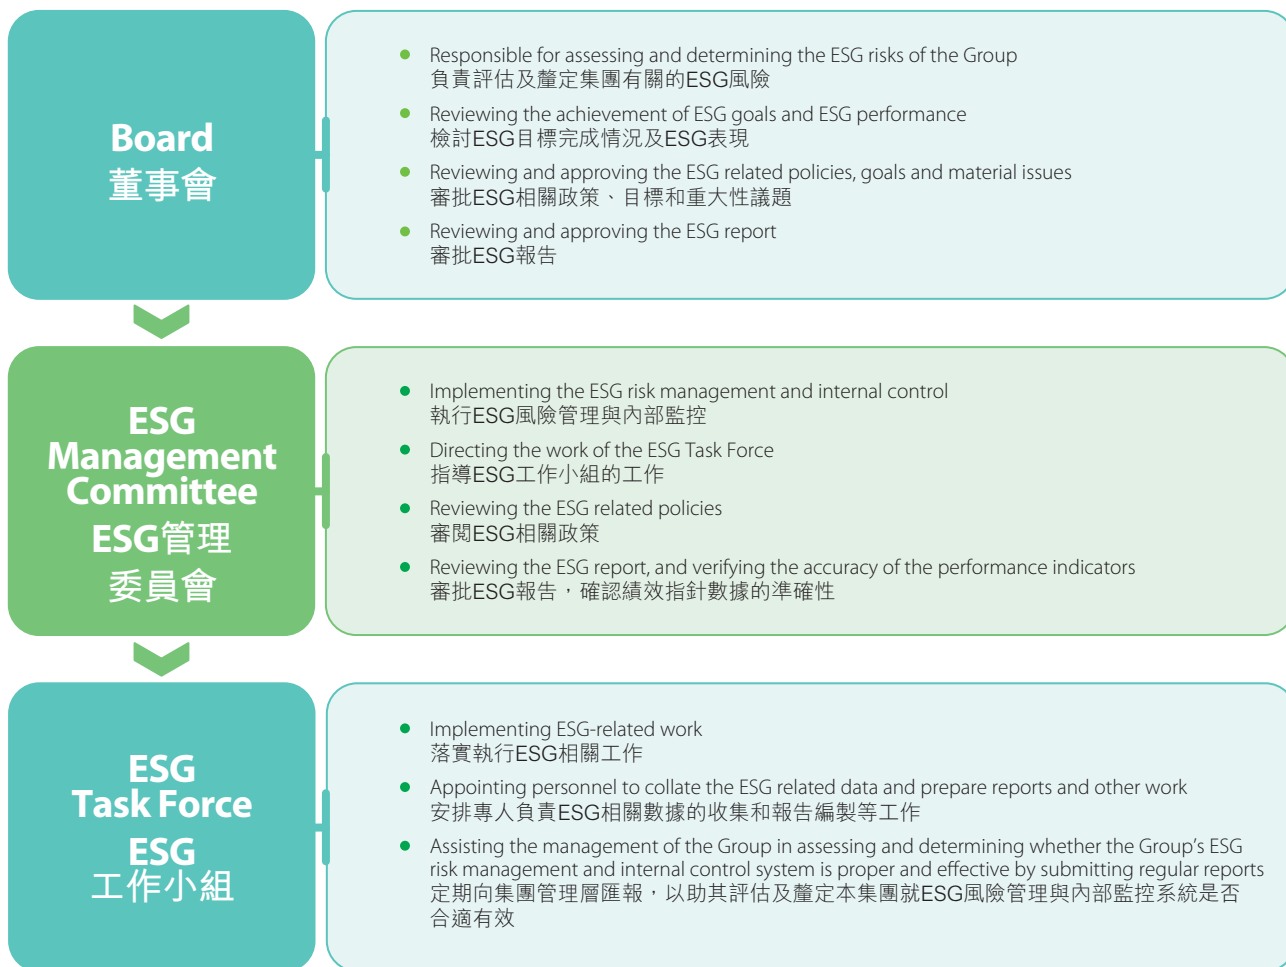 Board
董事會
Responsible for assessing and determining the ESG risks of the Group
負責評估及釐定集團有關的ESG風險
Reviewing the achievement of ESG goals and ESG performance
檢討ESG目標完成情況及ESG表現
Reviewing and approving the ESG related policies, goals and material issues
審批ESG相關政策、目標和重大性議題
Reviewing and approving the ESG report
審批ESG報告
ESG
Management
Committee
ESG管理
委員會
Implementing the ESG risk management and internal control
執行ESG風險管理與內部監控
Directing the work of the ESG Task Force
指導ESG工作小組的工作
Reviewing the ESG related policies
審閱ESG相關政策
Reviewing the ESG report, and verifying the accuracy of the performance indicators
審批ESG報告，確認績效指針數據的準確性
ESG
Task Force
ESG
工作小組
Implementing ESG-related work
落實執行ESG相關工作
Appointing personnel to collate the ESG related data and prepare reports and other work
安排專人負責ESG相關數據的收集和報告編製等工作
Assisting the management of the Group in assessing and determining whether the Group's ESG
risk management and internal control system is proper and effective by submitting regular reports
定期向集團管理層匯報，以助其評估及釐定本集團就ESG風險管理與內部監控系統是否
合適有效